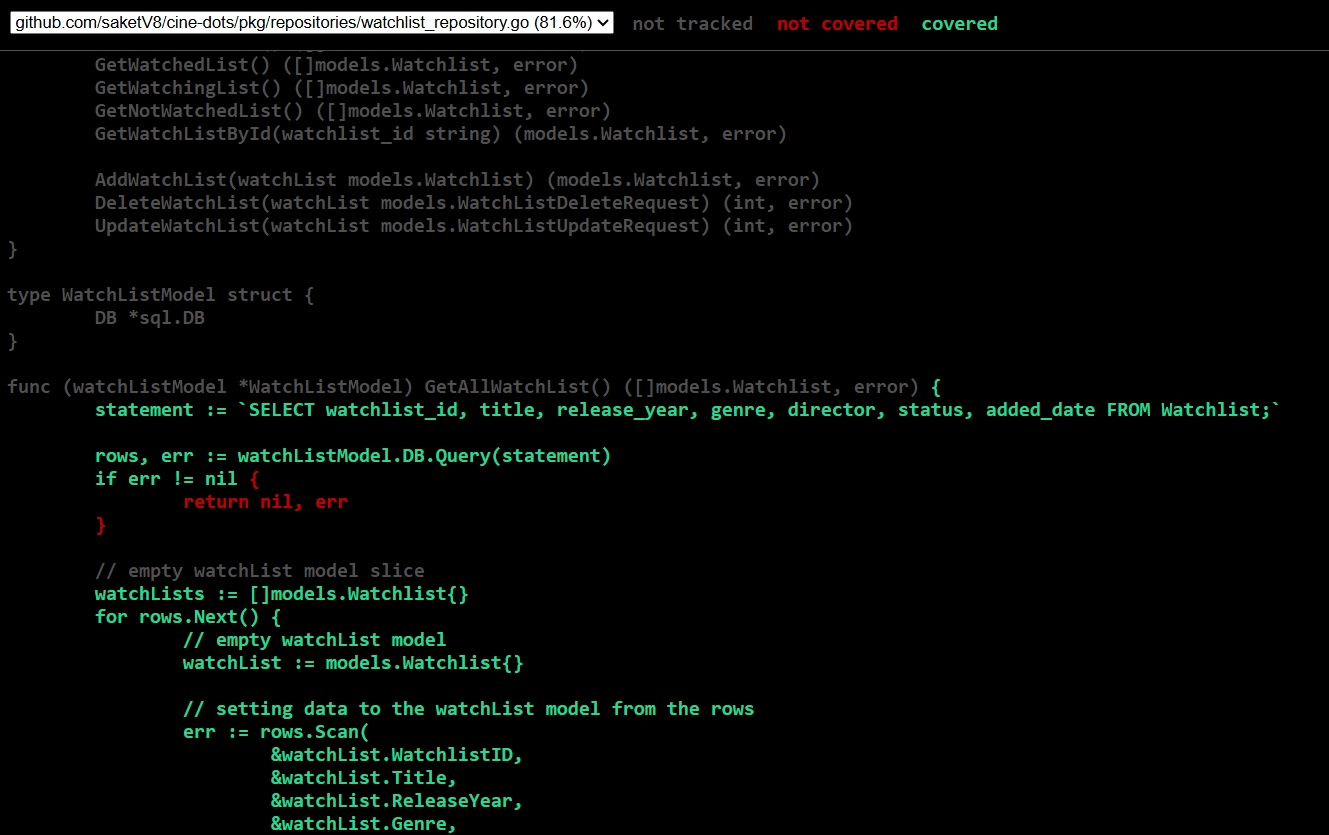 github.com/saketV8/cine-dots/pkg/repositories/watchlist_repository.go (81.6%) not tracked not covered covered
GetWatchedList() ([]models.Watchlist, error)
GetWatchingList() ([]models.Watchlist, error)
GetNotWatchedList() ([]models.Watchlist, error)
GetWatchListById(watchlist_id string) (models.Watchlist, error)
AddWatchList(watchList models.Watchlist) (models.Watchlist, error)
DeleteWatchList(watchList models.WatchListDeleteRequest) (int, error)
UpdateWatchList(watchList models.WatchListUpdateRequest) (int, error)
}
type WatchListModel struct {
DB *sql.DB
}
func (watchListModel *WatchListModel) GetAllWatchList() ([]models.Watchlist, error) {
statement := `SELECT watchlist_id, title, release_year, genre, director, status, added_date FROM Watchlist;`
rows, err := watchListModel.DB.Query(statement)
if err != nil {
return nil, err
}
// empty watchList model slice
watchLists := []models.Watchlist{}
for rows.Next() {
// empty watchList model
watchList := models.Watchlist{}
// setting data to the watchList model from the rows
err := rows.Scan(
&watchList.WatchlistID,
&watchList.Title,
&watchList.ReleaseYear,
&watchList.Genre,